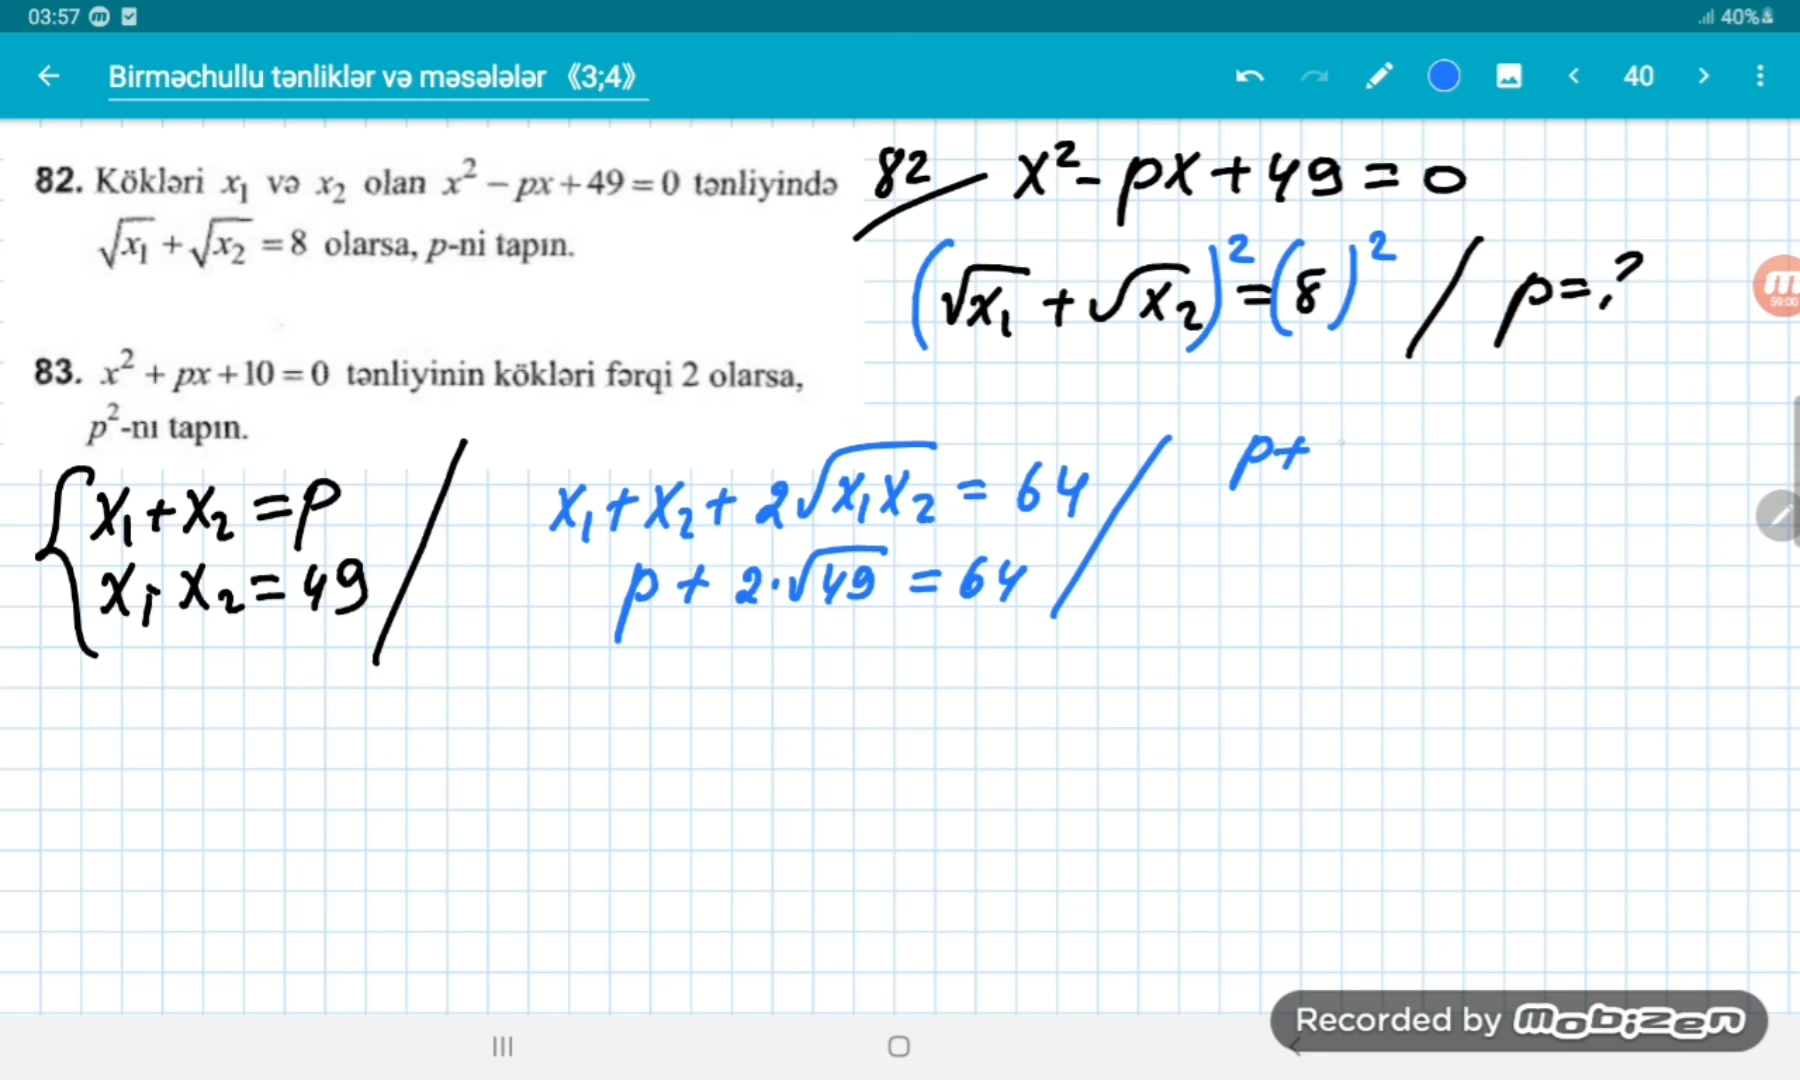 03:57
40%
Birməchullu tənliklər və məsələlər 《3;4》
40
82. Kökləri x₁ və x₂ olan x² − px + 49 = 0 tənliyində
√x₁ + √x₂ = 8 olarsa, p-ni tapın.
83. x² + px + 10 = 0 tənliyinin kökləri fərqi 2 olarsa,
p²-nı tapın.
82 x² - px + 49 = 0
(√x₁ + √x₂)² = (8)² / p = ?
59:00
x₁ + x₂ = p
x₁ x₂ = 49
x₁ + x₂ + 2√x₁x₂ = 64
p + 2·√49 = 64
p +
Recorded by mobizen